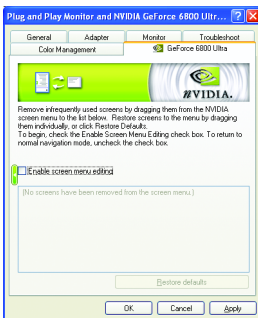 Plug and Play Monitor and NVIDIA GeForce 6800 Ultr...
General
Adapter
Monitor
Troubleshoot
Color Management
GeForce 6800 Ultra
NVIDIA.
Remove infrequently used screens by dragging them from the NVIDIA
screen menu to the list below. Restore screens to the menu by dragging
them individually, or click Restore Defaults.
To begin, check the Enable Screen Menu Editing check box. To return to
normal navigation mode, uncheck the check box.
Enable screen menu editing
(No screens have been removed from the screen menu.)
Restore defaults
OK
Cancel
Apply